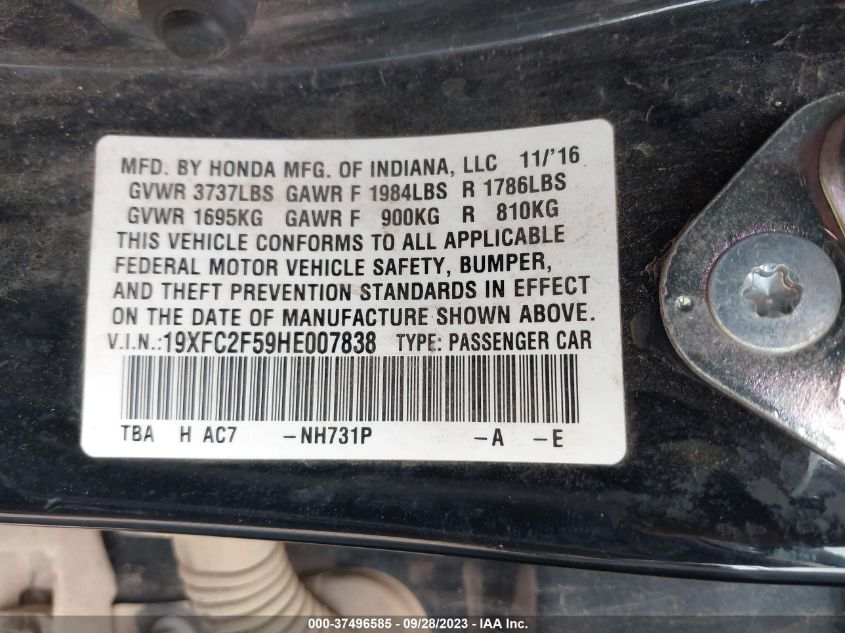 MFD. BY HONDA MFG. OF INDIANA, LLC 11/'16
GVWR 3737LBS GAWR F 1984LBS R 1786LBS
GVWR 1695KG GAWR F 900KG R 810KG
THIS VEHICLE CONFORMS TO ALL APPLICABLE
FEDERAL MOTOR VEHICLE SAFETY, BUMPER,
AND THEFT PREVENTION STANDARDS IN EFFECT
ON THE DATE OF MANUFACTURE SHOWN ABOVE.
V.I.N.:19XFC2F59HE007838 TYPE: PASSENGER CAR
TBA H AC7 -NH731P -A -E
000-37496585 - 09/28/2023 - IAA Inc.